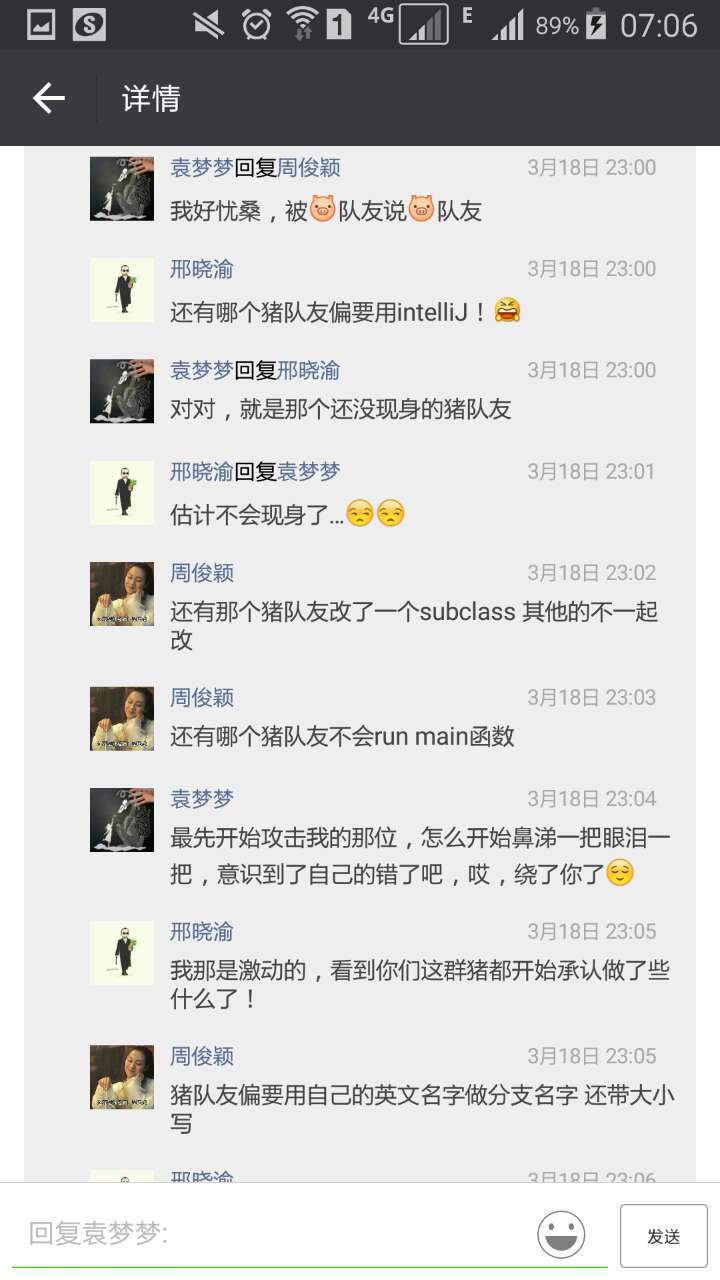 4G
E
1
89%
07:06
详情
袁梦梦回复周俊颖
3月18日 23:00
我好忧桑，被🐷队友说🐷队友
邢晓渝
3月18日 23:00
还有哪个猪队友偏要用intelliJ！😝
袁梦梦回复邢晓渝
3月18日 23:00
对对，就是那个还没现身的猪队友
邢晓渝回复袁梦梦
3月18日 23:01
估计不会现身了...😒😒
周俊颖
3月18日 23:02
还有那个猪队友改了一个subclass 其他的不一起
改
周俊颖
3月18日 23:03
还有哪个猪队友不会run main函数
袁梦梦
3月18日 23:04
最先开始攻击我的那位，怎么开始鼻涕一把眼泪一
把，意识到了自己的错了吧，哎，绕了你了😌
邢晓渝
3月18日 23:05
我那是激动的，看到你们这群猪都开始承认做了些
什么了！
周俊颖
3月18日 23:05
猪队友偏要用自己的英文名字做分支名字 还带大小
写
邢晓渝
3月18日 23:06
回复袁梦梦:
发送